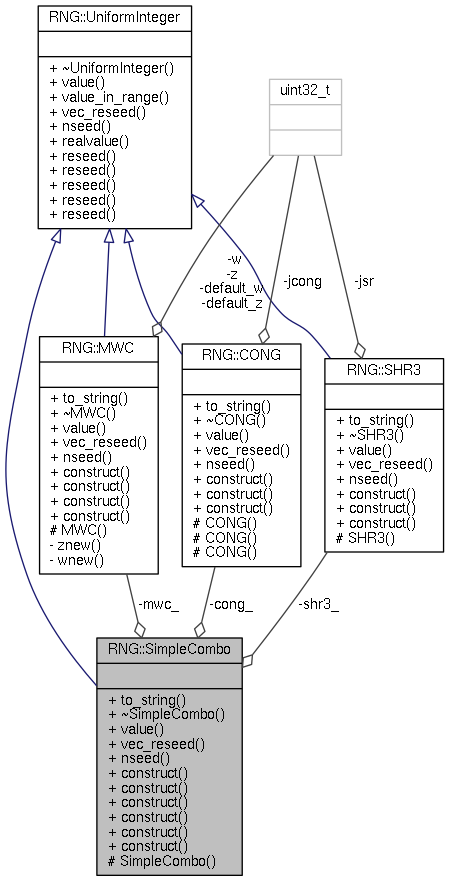 RNG::UniformInteger
+ ~UniformInteger()
+ value()
+ value_in_range()
+ vec_reseed()
+ nseed()
+ realvalue()
+ reseed()
+ reseed()
+ reseed()
+ reseed()
+ reseed()
uint32_t
-w
-z
-default_w
-default_z
-jcong
-jsr
RNG::MWC
+ to_string()
+ ~MWC()
+ value()
+ vec_reseed()
+ nseed()
+ construct()
+ construct()
+ construct()
+ construct()
# MWC()
- znew()
- wnew()
RNG::CONG
+ to_string()
+ ~CONG()
+ value()
+ vec_reseed()
+ nseed()
+ construct()
+ construct()
+ construct()
# CONG()
# CONG()
# CONG()
RNG::SHR3
+ to_string()
+ ~SHR3()
+ value()
+ vec_reseed()
+ nseed()
+ construct()
+ construct()
+ construct()
# SHR3()
-mwc_
-cong_
-shr3_
RNG::SimpleCombo
+ to_string()
+ ~SimpleCombo()
+ value()
+ vec_reseed()
+ nseed()
+ construct()
+ construct()
+ construct()
+ construct()
+ construct()
+ construct()
# SimpleCombo()